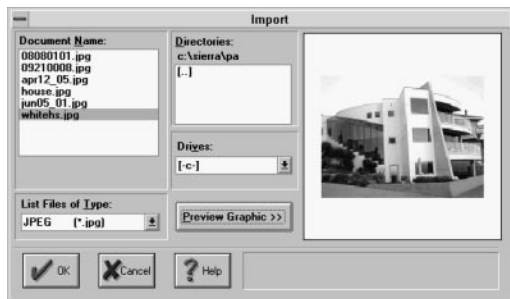 Import
Document Name:
08080101.jpg
09210008.jpg
apr12_05.jpg
house.jpg
jun05_01.jpg
whitehs.jpg
Directories:
c:\sierra\pa
[..]
Drives:
[-c-]
List Files of Type:
JPEG (*.jpg)
Preview Graphic >>
OK
Cancel
Help